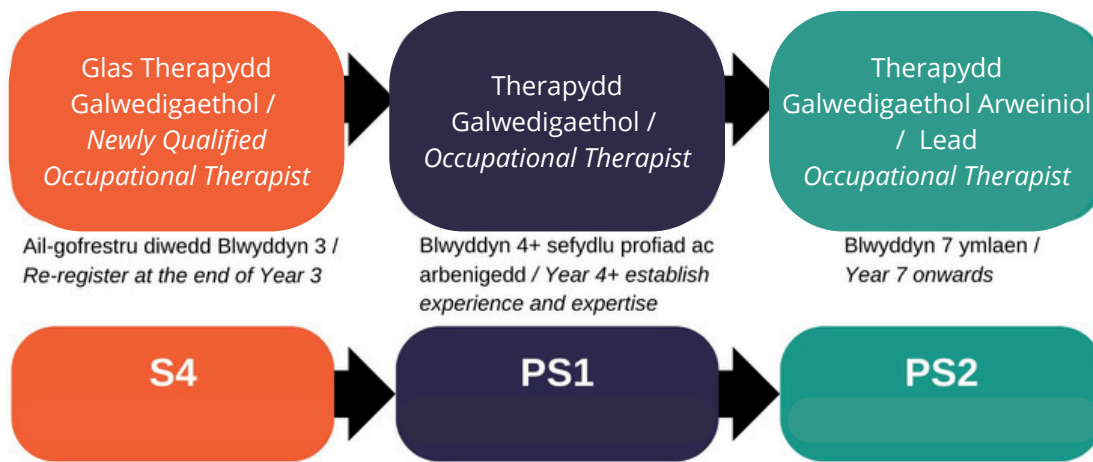 Glas Therapydd
Galwedigaethol /
Newly Qualified
Occupational Therapist
Therapydd
Galwedigaethol /
Occupational Therapist
Therapydd
Galwedigaethol Arweiniol
/ Lead
Occupational Therapist
Ail-gofrestru diwedd Blwyddyn 3 /
Re-register at the end of Year 3
Blwyddyn 4+ sefydlu profiad ac
arbenigedd / Year 4+ establish
experience and expertise
Blwyddyn 7 ymlaen /
Year 7 onwards
S4
PS1
PS2